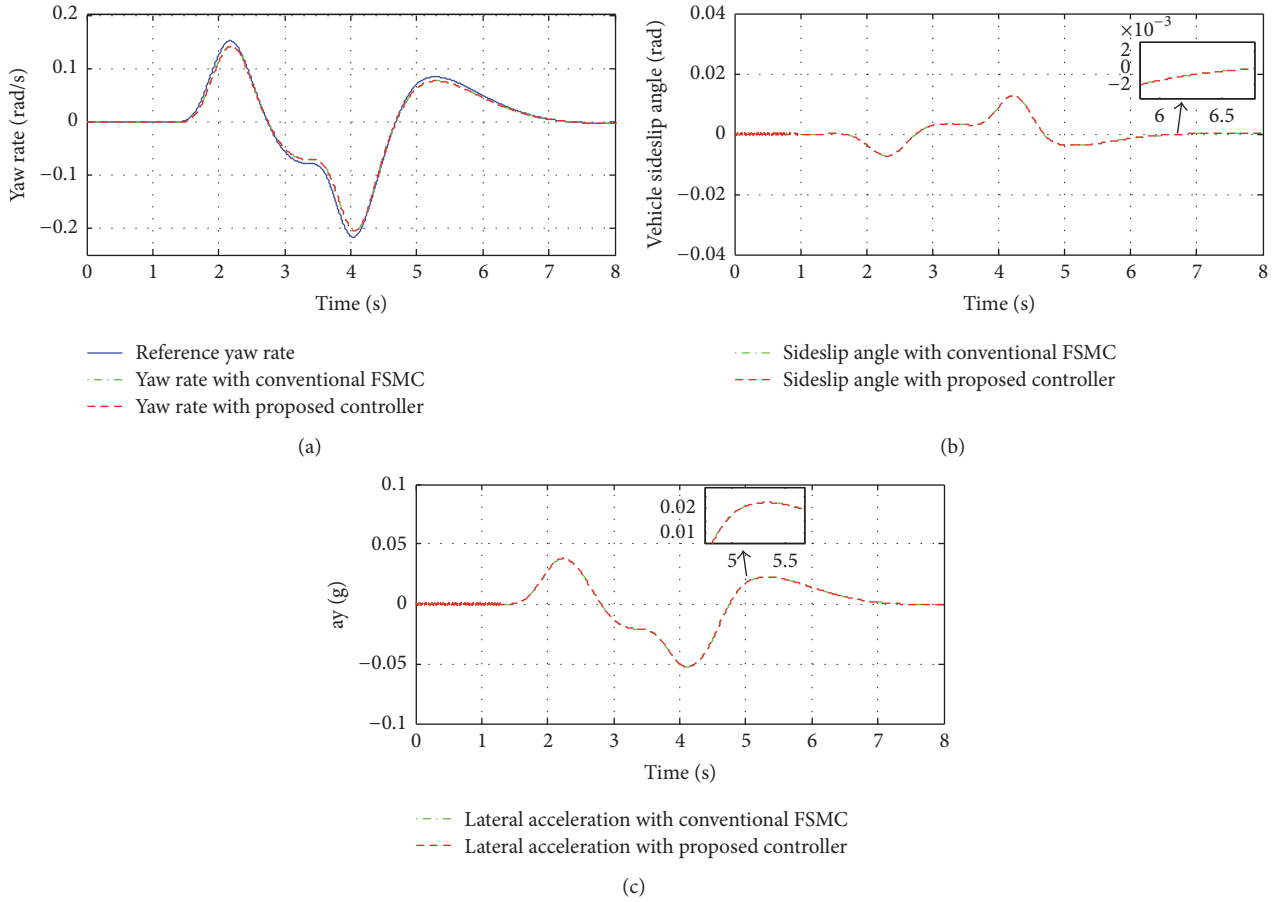 0.2
0.1
0
−0.1
−0.2
Yaw rate (rad/s)
0 1 2 3 4 5 6 7 8
Time (s)
Reference yaw rate
Yaw rate with conventional FSMC
Yaw rate with proposed controller
(a)
0.04
0.02
0
−0.02
−0.04
Vehicle sideslip angle (rad)
×10−3
2
0
−2
6 6.5
0 1 2 3 4 5 6 7 8
Time (s)
Sideslip angle with conventional FSMC
Sideslip angle with proposed controller
(b)
0.1
0.05
0
−0.05
−0.1
ay (g)
0.02
0.01
5 5.5
0 1 2 3 4 5 6 7 8
Time (s)
Lateral acceleration with conventional FSMC
Lateral acceleration with proposed controller
(c)